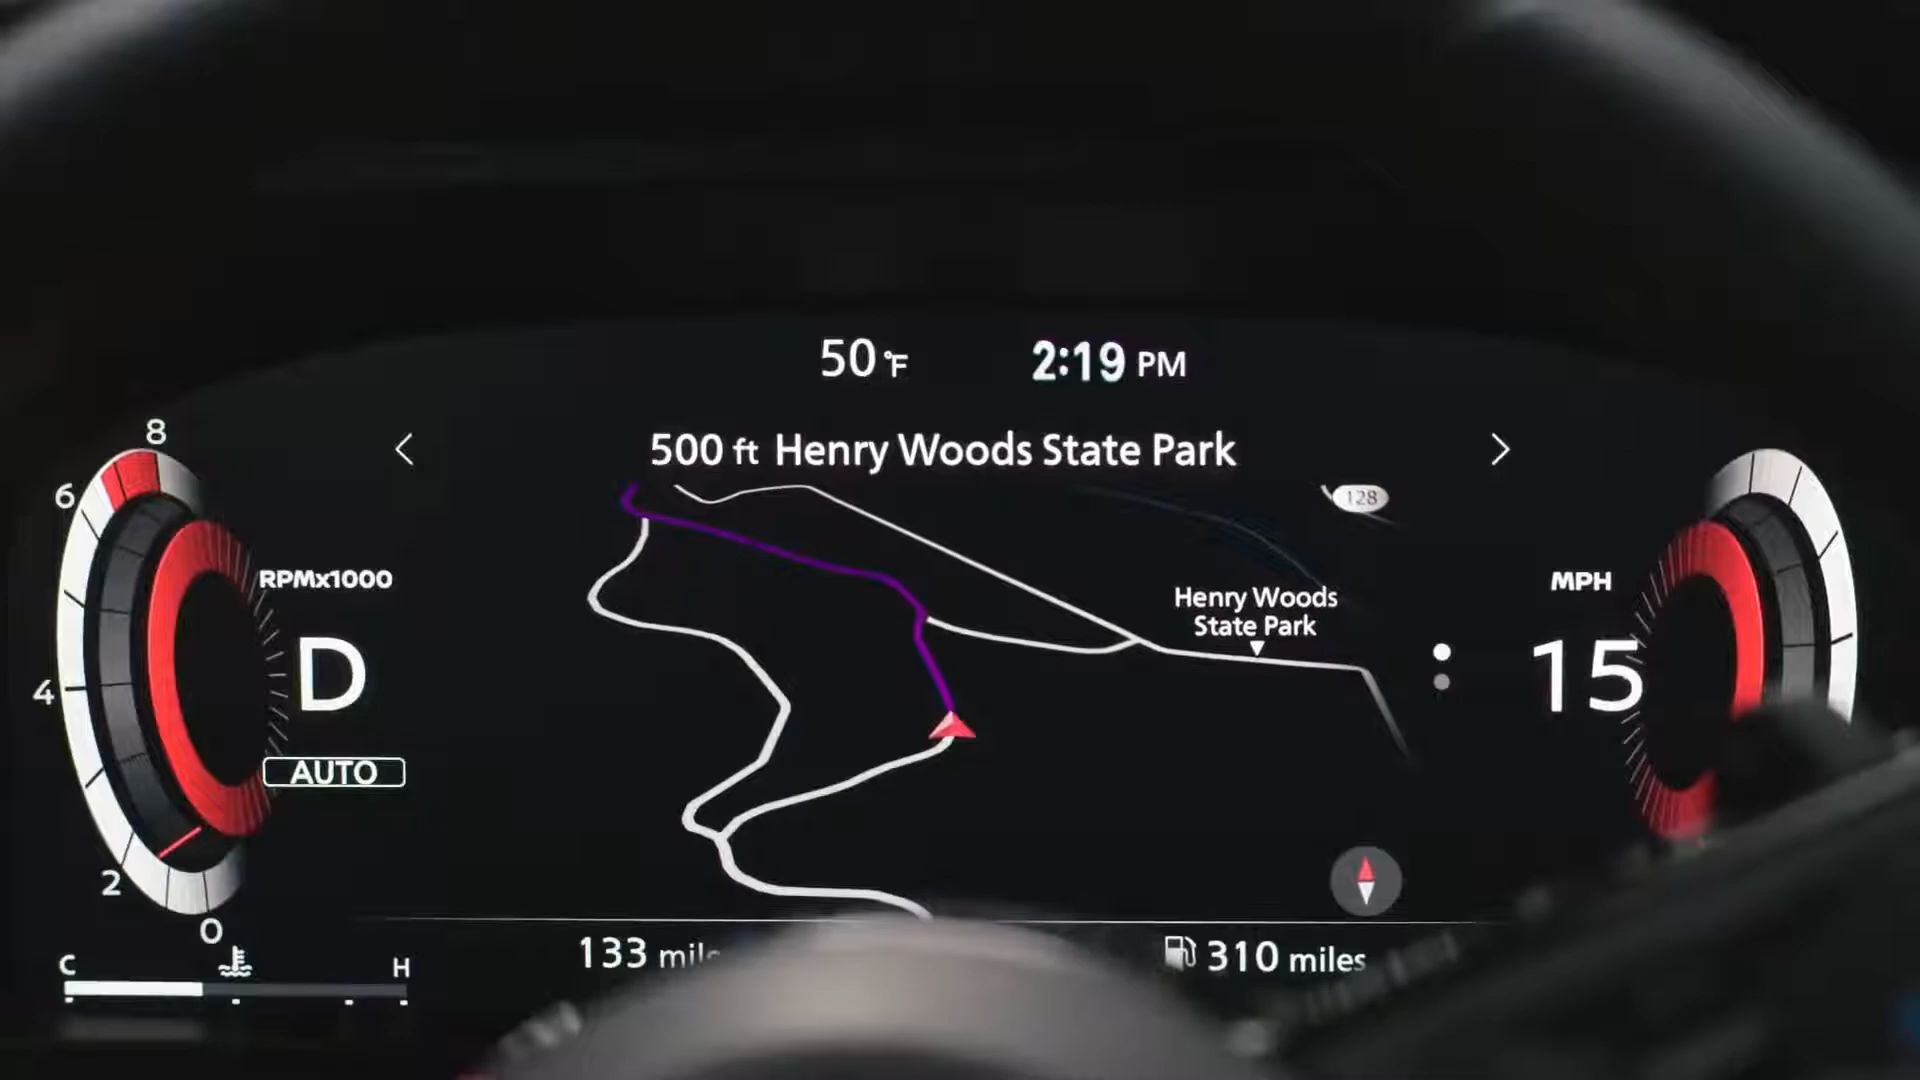 50 °F 2:19 PM
500 ft Henry Woods State Park
128
Henry Woods
State Park
8
6
4
2
0
RPMx1000
D
AUTO
MPH
15
C H
133
310 miles